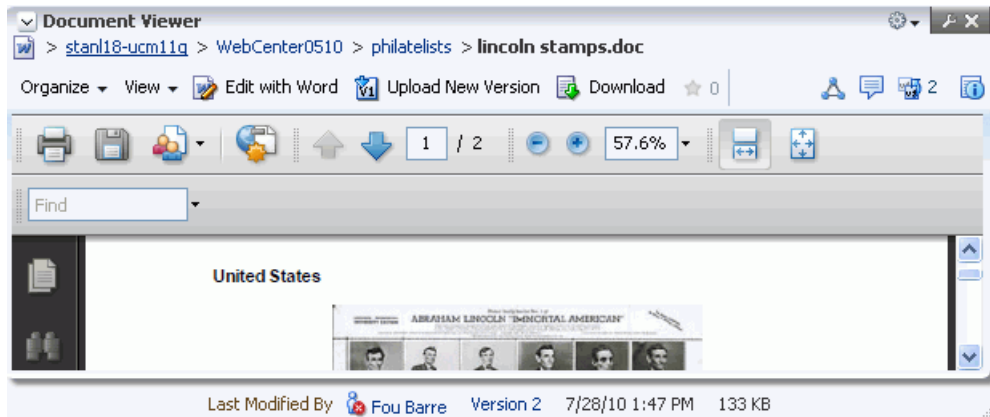 Document Viewer
> stanl18-ucm11g > WebCenter0510 > philatelists > lincoln stamps.doc
Organize View Edit with Word V1 Upload New Version Download 0 2
1 / 2 57.6%
Find
United States
ABRAHAM LINCOLN "IMMORTAL AMERICAN"
Last Modified By Fou Barre Version 2 7/28/10 1:47 PM 133 KB